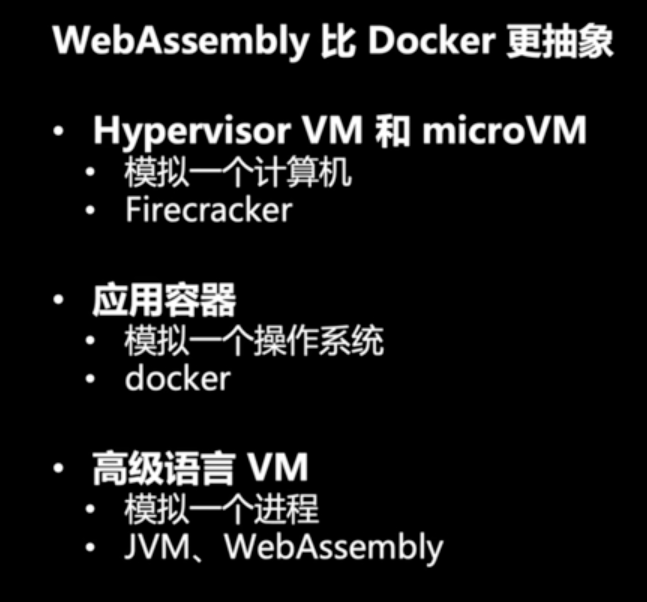 WebAssembly 比 Docker 更抽象
• Hypervisor VM 和 microVM
• 模拟一个计算机
• Firecracker
• 应用容器
• 模拟一个操作系统
• docker
• 高级语言 VM
• 模拟一个进程
• JVM、WebAssembly